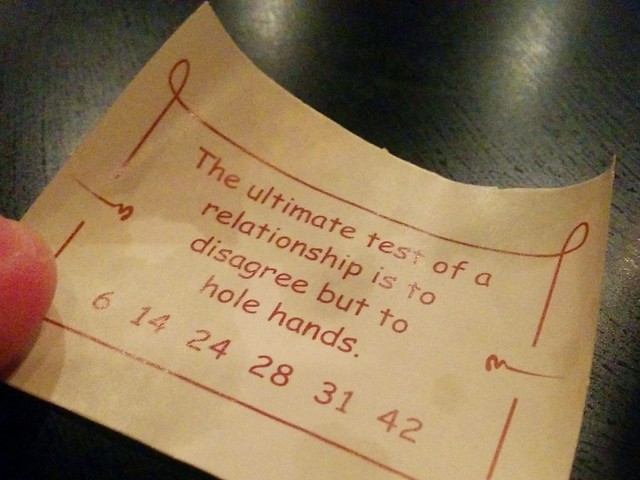 The ultimate test of a
relationship is to
disagree but to
hole hands.
6 14 24 28 31 42